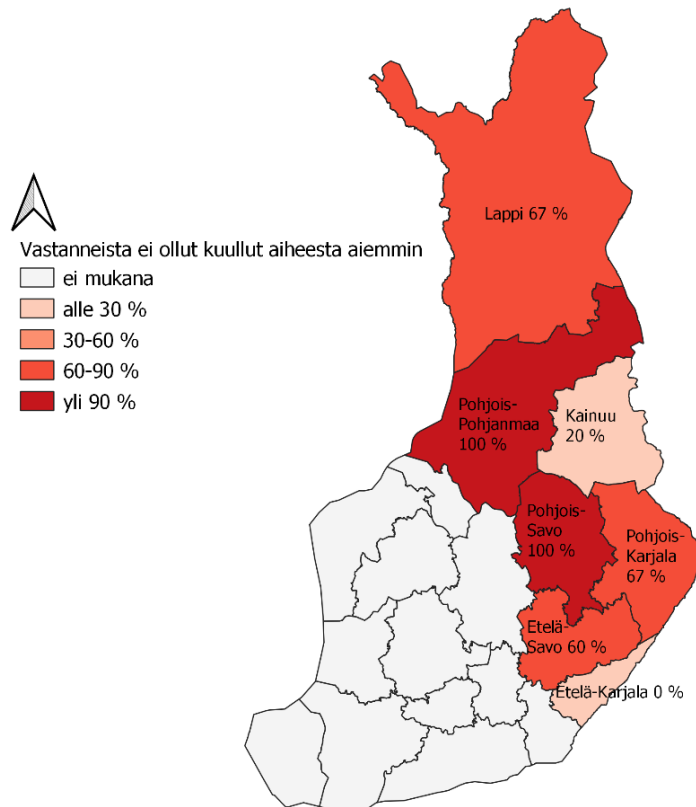 Lappi 67 %
Vastanneista ei ollut kuullut aiheesta aiemmin
ei mukana
alle 30 %
30-60 %
60-90 %
yli 90 %
Pohjois-
Pohjanmaa
100 %
Kainuu
20 %
Pohjois-
Savo
100 %
Pohjois-
Karjala
67 %
Etelä-
Savo 60 %
Etelä-Karjala 0 %